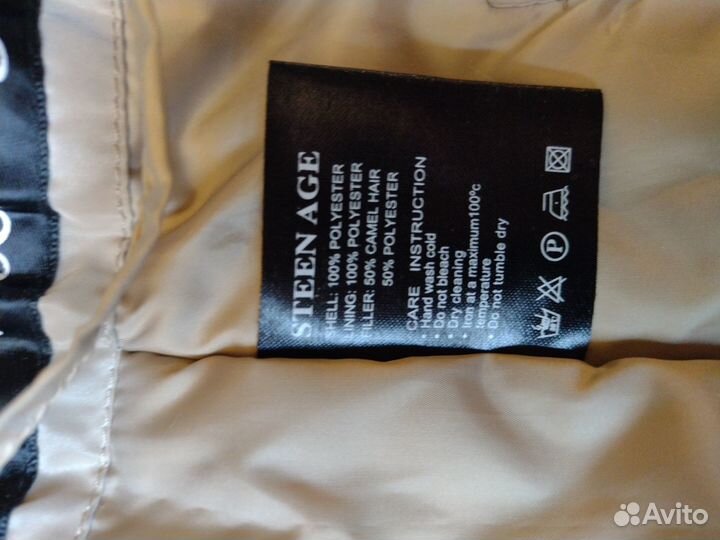 STEEN AGE
SHELL: 100% POLYESTER
LINING: 100% POLYESTER
FILLER: 50% CAMEL HAIR
50% POLYESTER
CARE INSTRUCTION
• Hand wash cold
• Do not bleach
• Dry cleaning
• Iron at a maximum100°c
temperature
• Do not tumble dry
P
Avito